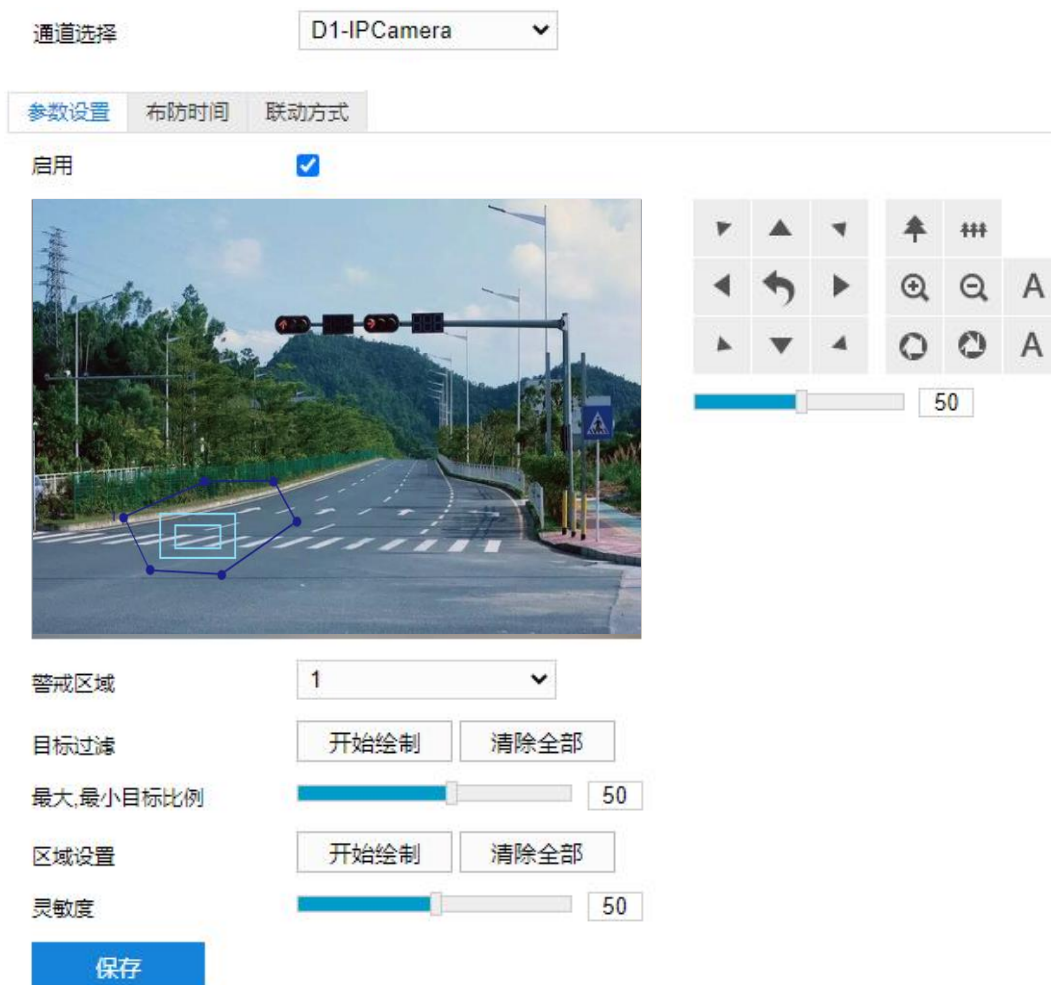 通道选择 D1-IPCamera
参数设置 布防时间 联动方式
启用
A
A
50
警戒区域 1
目标过滤 开始绘制 清除全部
最大,最小目标比例 50
区域设置 开始绘制 清除全部
灵敏度 50
保存